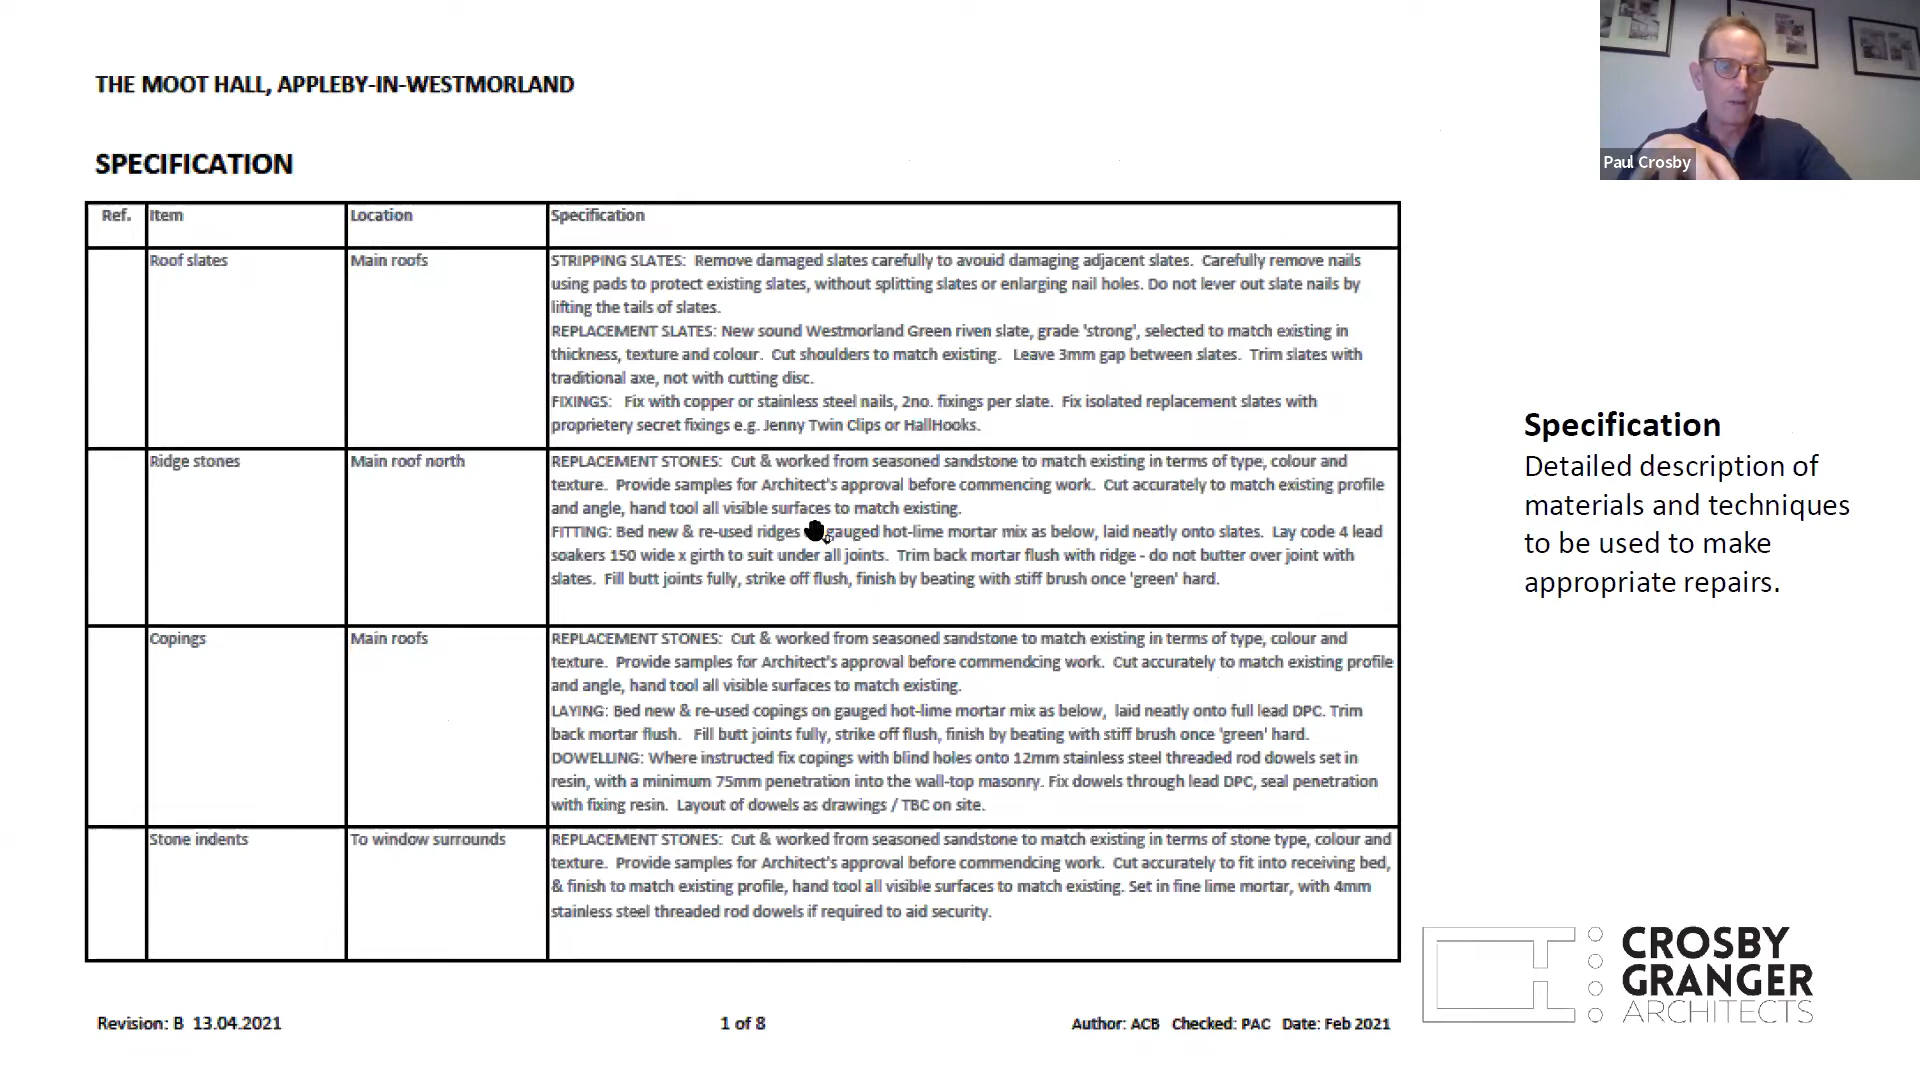 THE MOOT HALL, APPLEBY-IN-WESTMORLAND
SPECIFICATION
Ref. Item Location Specification
Roof slates Main roofs STRIPPING SLATES: Remove damaged slates carefully to avouid damaging adjacent slates. Carefully remove nails
using pads to protect existing slates, without splitting slates or enlarging nail holes. Do not lever out slate nails by
lifting the tails of slates.
REPLACEMENT SLATES: New sound Westmorland Green riven slate, grade 'strong', selected to match existing in
thickness, texture and colour. Cut shoulders to match existing. Leave 3mm gap between slates. Trim slates with
traditional axe, not with cutting disc.
FIXINGS: Fix with copper or stainless steel nails, 2no. fixings per slate. Fix isolated replacement slates with
proprietery secret fixings e.g. Jenny Twin Clips or HallHooks.
Ridge stones Main roof north REPLACEMENT STONES: Cut & worked from seasoned sandstone to match existing in terms of type, colour and
texture. Provide samples for Architect's approval before commencing work. Cut accurately to match existing profile
and angle, hand tool all visible surfaces to match existing.
FITTING: Bed new & re-used ridges gauged hot-lime mortar mix as below, laid neatly onto slates. Lay code 4 lead
soakers 150 wide x girth to suit under all joints. Trim back mortar flush with ridge - do not butter over joint with
slates. Fill butt joints fully, strike off flush, finish by beating with stiff brush once 'green' hard.
Copings Main roofs REPLACEMENT STONES: Cut & worked from seasoned sandstone to match existing in terms of type, colour and
texture. Provide samples for Architect's approval before commendcing work. Cut accurately to match existing profile
and angle, hand tool all visible surfaces to match existing.
LAYING: Bed new & re-used copings on gauged hot-lime mortar mix as below, laid neatly onto full lead DPC. Trim
back mortar flush. Fill butt joints fully, strike off flush, finish by beating with stiff brush once 'green' hard.
DOWELLING: Where instructed fix copings with blind holes onto 12mm stainless steel threaded rod dowels set in
resin, with a minimum 75mm penetration into the wall-top masonry. Fix dowels through lead DPC, seal penetration
with fixing resin. Layout of dowels as drawings / TBC on site.
Stone indents To window surrounds REPLACEMENT STONES: Cut & worked from seasoned sandstone to match existing in terms of stone type, colour and
texture. Provide samples for Architect's approval before commendcing work. Cut accurately to fit into receiving bed,
& finish to match existing profile, hand tool all visible surfaces to match existing. Set in fine lime mortar, with 4mm
stainless steel threaded rod dowels if required to aid security.
Revision: B 13.04.2021 1 of 8 Author: ACB Checked: PAC Date: Feb 2021
Paul Crosby
Specification
Detailed description of
materials and techniques
to be used to make
appropriate repairs.
CROSBY
GRANGER
ARCHITECTS